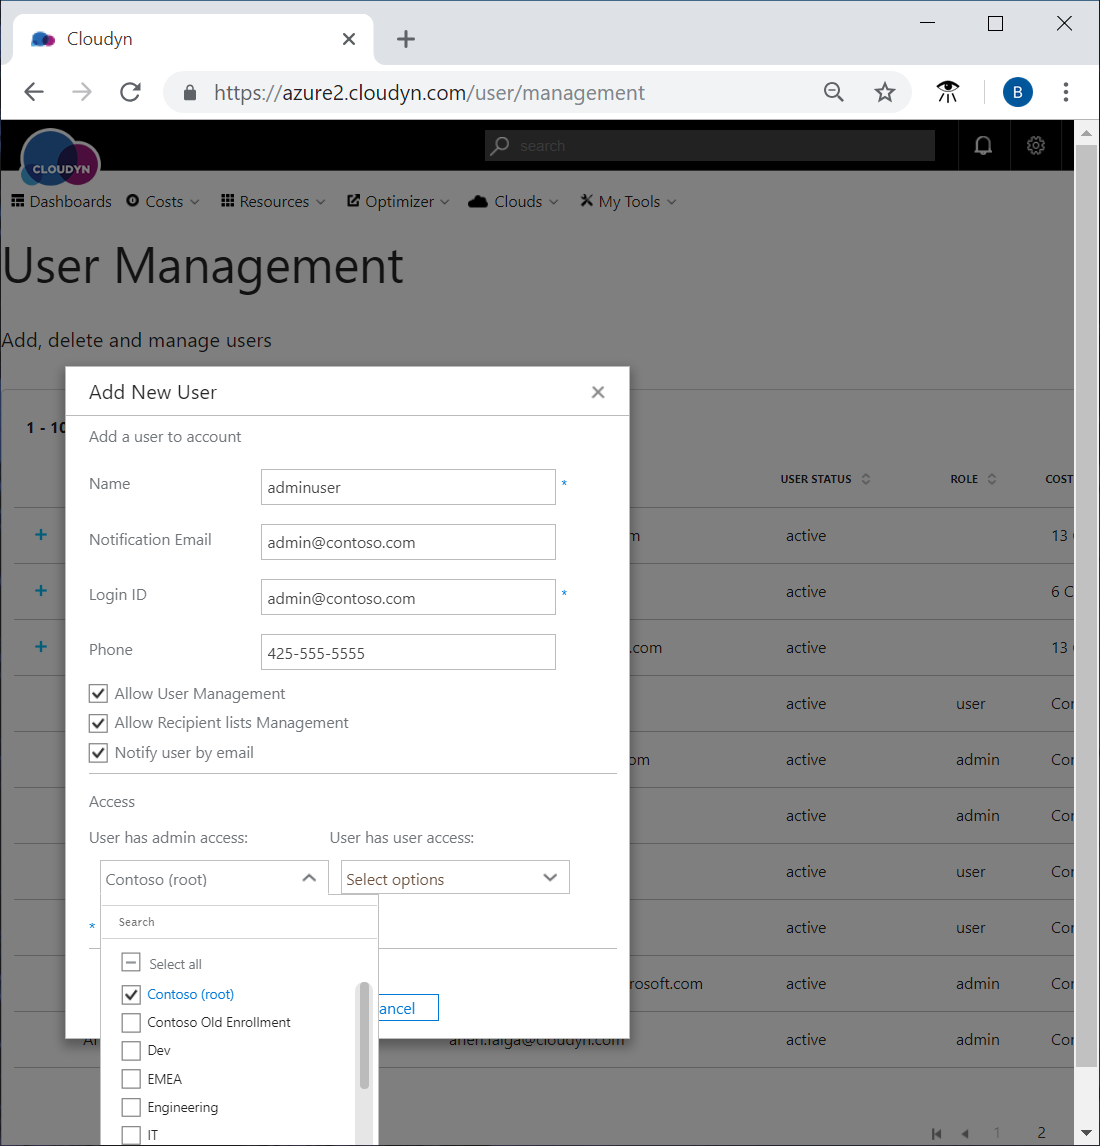 Cloudyn
https://azure2.cloudyn.com/user/management
B
CLOUDYN
search
Dashboards Costs Resources Optimizer Clouds My Tools
User Management
Add, delete and manage users
Add New User
1 - 10
Add a user to account
Name adminuser *
USER STATUS ROLE COST
+ m active 13
Notification Email admin@contoso.com
+ active 6 C
Login ID admin@contoso.com *
+ .com active 13
Phone 425-555-5555
Allow User Management
active user Cor
Allow Recipient lists Management
Notify user by email
om active admin Cor
Access
active admin Cor
User has admin access: User has user access:
Contoso (root) Select options
active user Cor
Search
*
active user Cor
Select all
Contoso (root)
rosoft.com active admin Cor
ancel
Contoso Old Enrollment
active admin Cor
Dev
EMEA
Engineering
IT
1 2